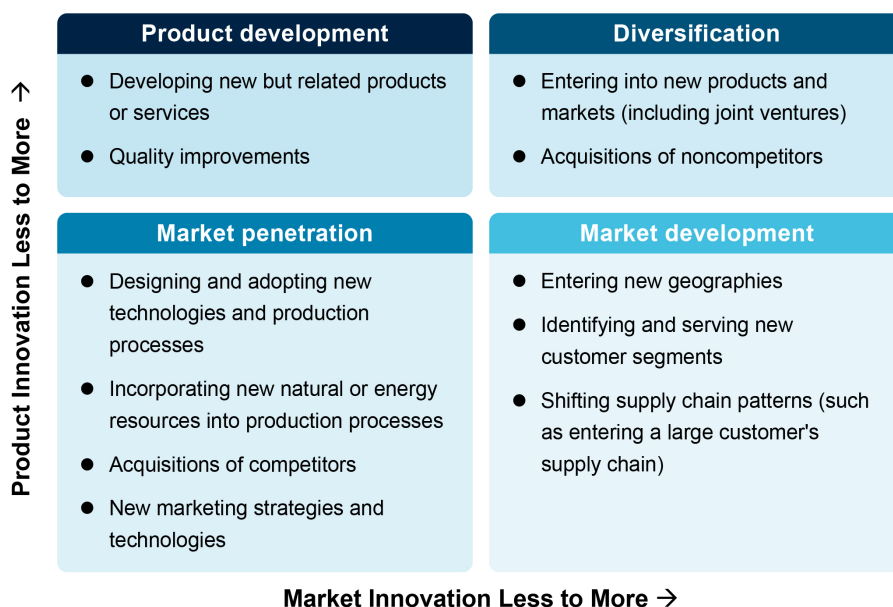 Product development
● Developing new but related products
or services
● Quality improvements
Diversification
● Entering into new products and
markets (including joint ventures)
● Acquisitions of noncompetitors
Market penetration
● Designing and adopting new
technologies and production
processes
● Incorporating new natural or energy
resources into production processes
● Acquisitions of competitors
● New marketing strategies and
technologies
Market development
● Entering new geographies
● Identifying and serving new
customer segments
● Shifting supply chain patterns (such
as entering a large customer's
supply chain)
Product Innovation Less to More →
Market Innovation Less to More →